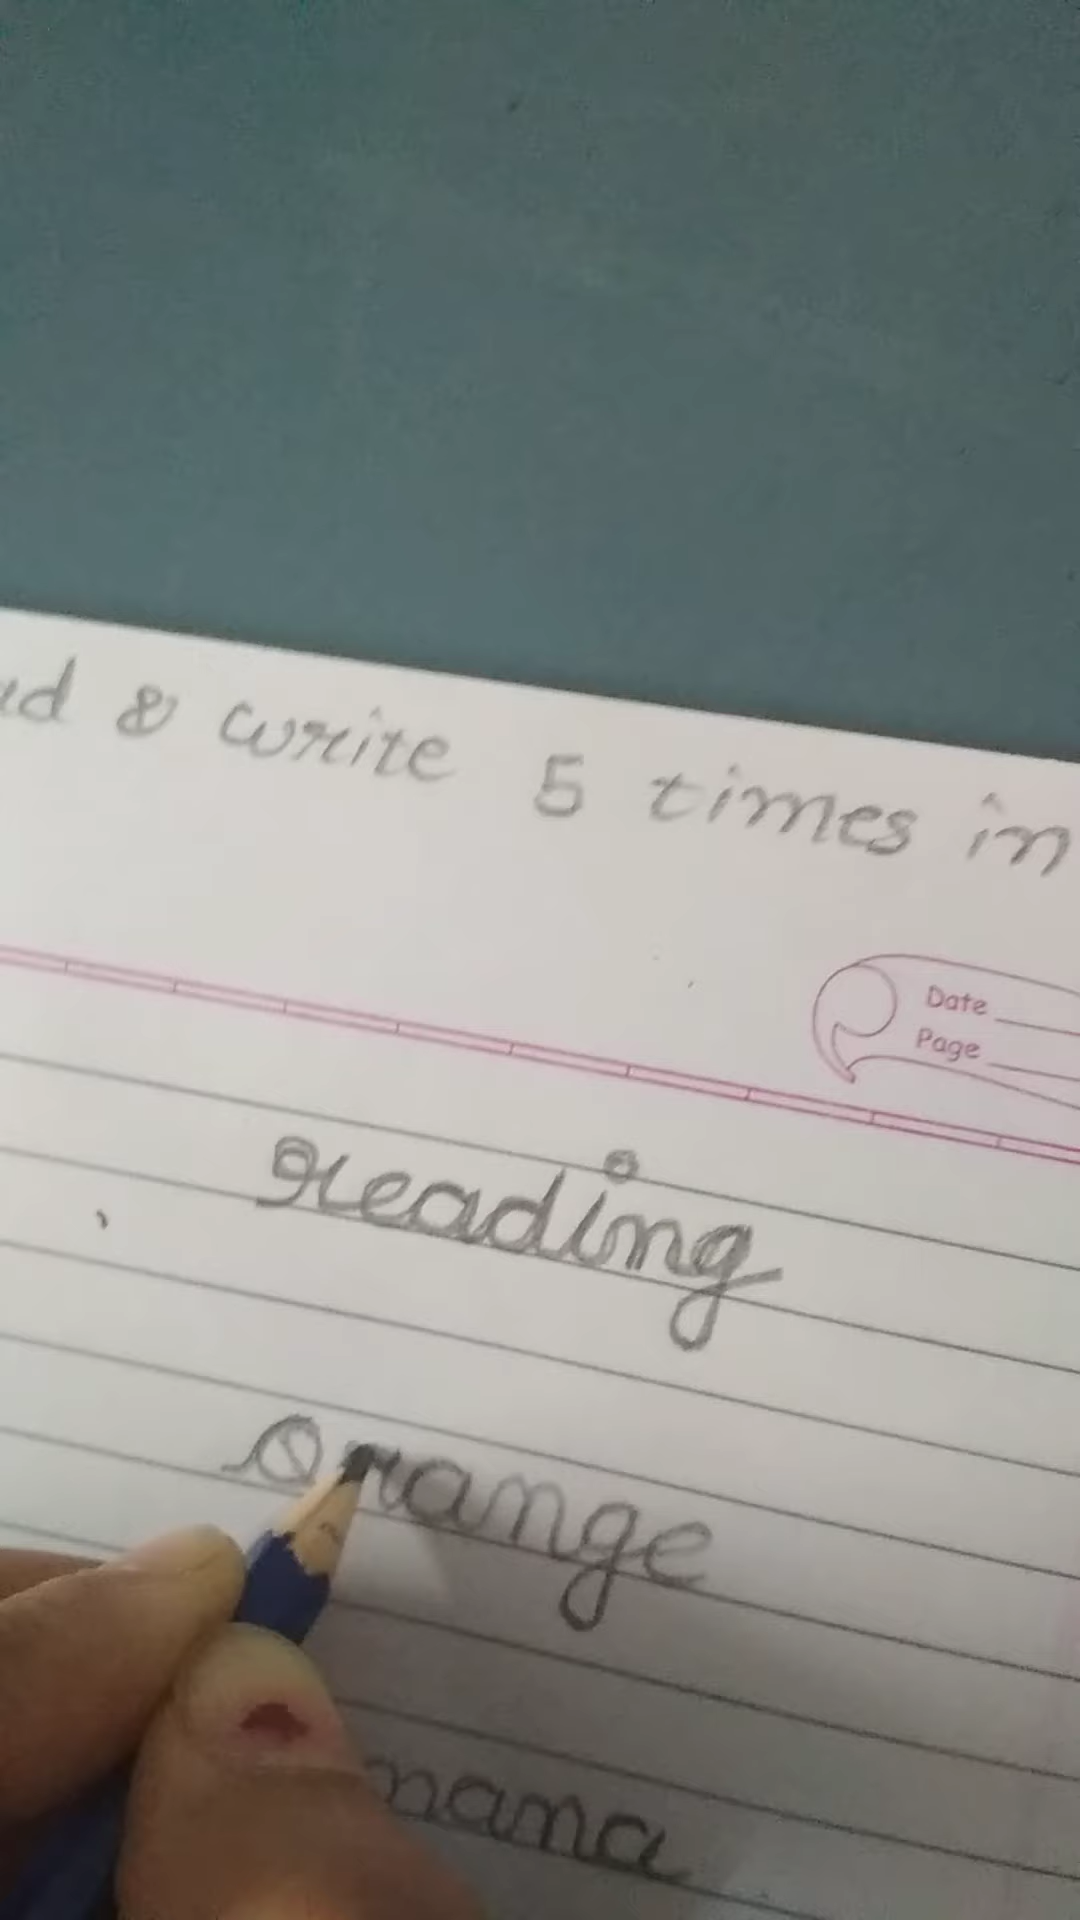 & write 5 times in
Date
Page
reading
Orange